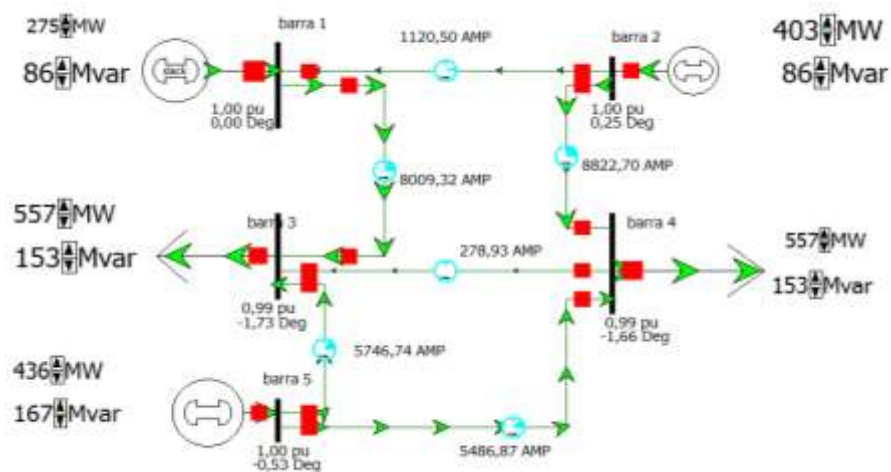 275 MW
86 Mvar
barra 1
1,00 pu
0,00 Deg
slack
1120,50 AMP
barra 2
1,00 pu
0,25 Deg
403 MW
86 Mvar
8009,32 AMP
8822,70 AMP
557 MW
153 Mvar
barra 3
0,99 pu
-1,73 Deg
278,93 AMP
barra 4
0,99 pu
-1,66 Deg
557 MW
153 Mvar
5746,74 AMP
436 MW
167 Mvar
barra 5
1,00 pu
-0,53 Deg
5486,87 AMP